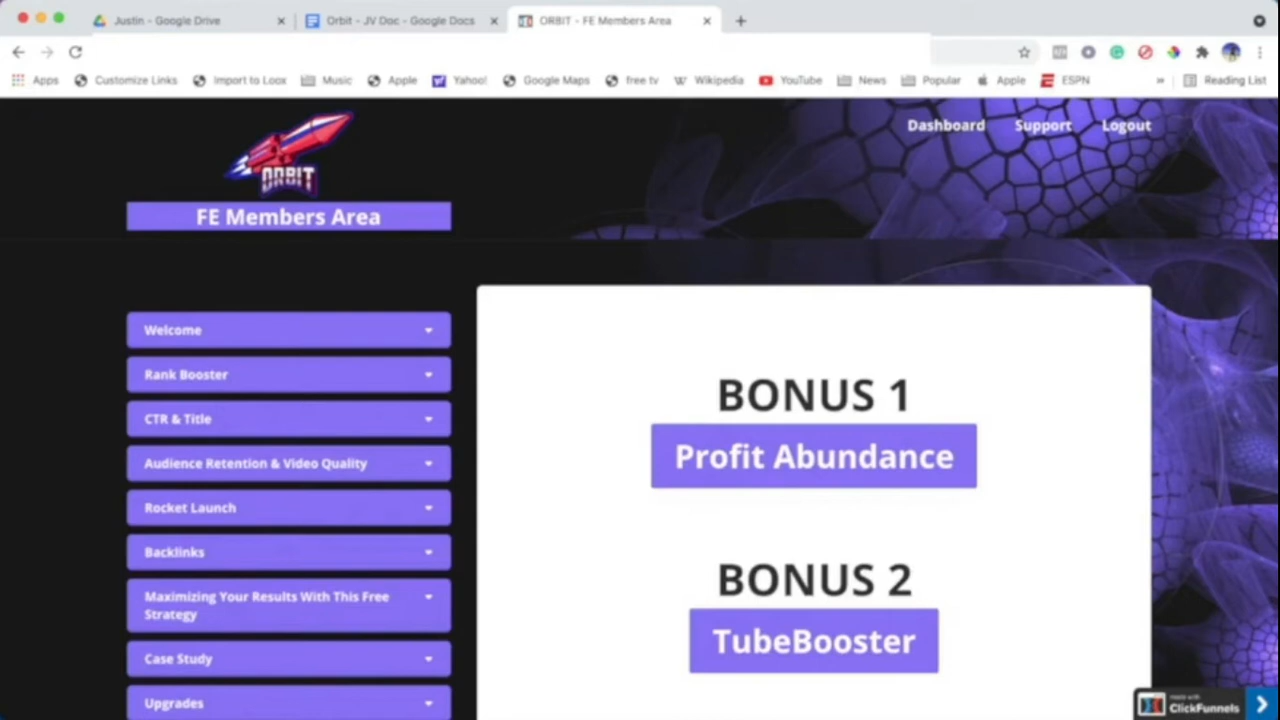 Justin - Google Drive
Orbit - JV Doc - Google Docs
ORBIT - FE Members Area
Apps
Customize Links
Import to Loox
Music
Apple
Yahoo!
Google Maps
free tv
Wikipedia
YouTube
News
Popular
Apple
ESPN
Reading List
ORBIT
FE Members Area
Dashboard
Support
Logout
Welcome
Rank Booster
CTR & Title
Audience Retention & Video Quality
Rocket Launch
Backlinks
Maximizing Your Results With This Free
Strategy
Case Study
Upgrades
BONUS 1
Profit Abundance
BONUS 2
TubeBooster
made with
ClickFunnels